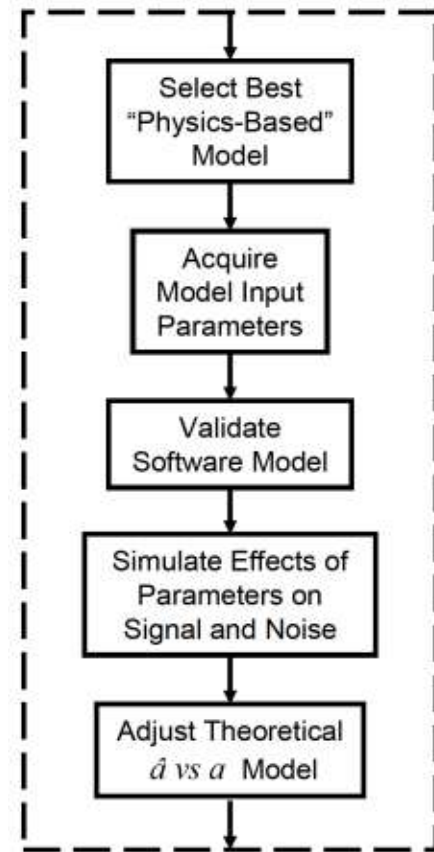 Select Best
“Physics-Based”
Model
Acquire
Model Input
Parameters
Validate
Software Model
Simulate Effects of
Parameters on
Signal and Noise
Adjust Theoretical
â vs a Model